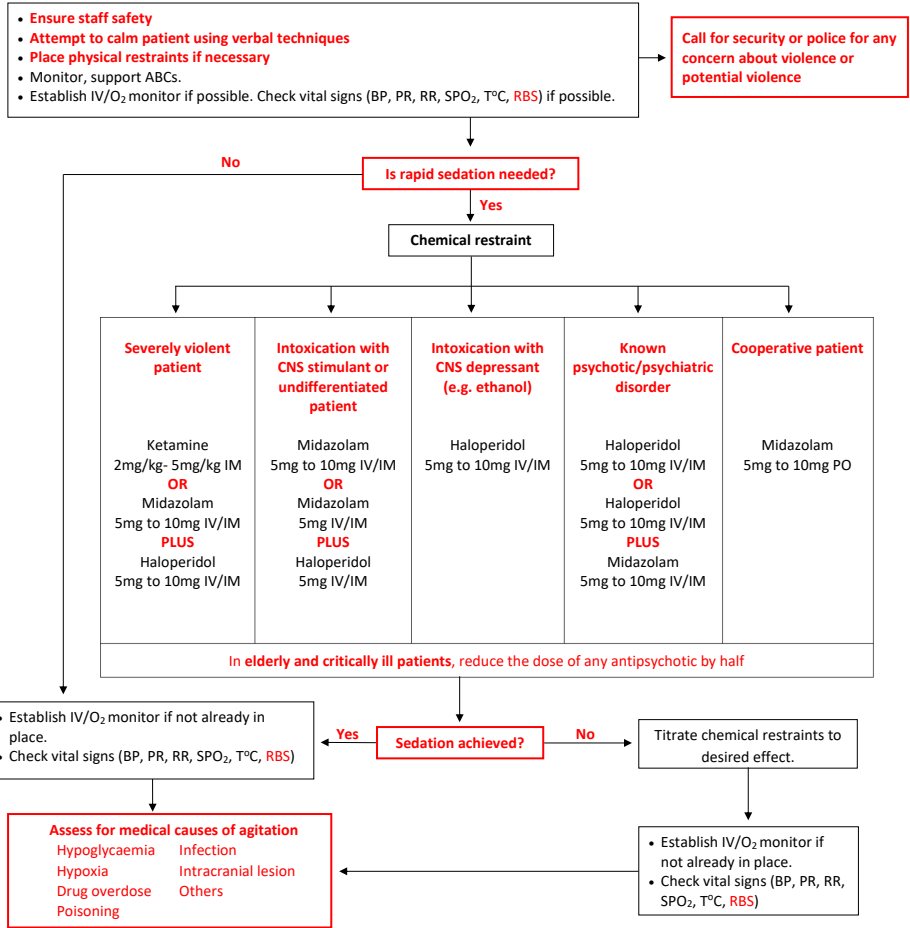 • Ensure staff safety
• Attempt to calm patient using verbal techniques
• Place physical restraints if necessary
• Monitor, support ABCs.
• Establish IV/O₂ monitor if possible. Check vital signs (BP, PR, RR, SPO₂, T°C, RBS) if possible.
Call for security or police for any
concern about violence or
potential violence
No
Is rapid sedation needed?
Yes
Chemical restraint
Severely violent
patient
Ketamine
2mg/kg- 5mg/kg IM
OR
Midazolam
5mg to 10mg IV/IM
PLUS
Haloperidol
5mg to 10mg IV/IM
Intoxication with
CNS stimulant or
undifferentiated
patient
Midazolam
5mg to 10mg IV/IM
OR
Midazolam
5mg IV/IM
PLUS
Haloperidol
5mg IV/IM
Intoxication with
CNS depressant
(e.g. ethanol)
Haloperidol
5mg to 10mg IV/IM
Known
psychotic/psychiatric
disorder
Haloperidol
5mg to 10mg IV/IM
OR
Haloperidol
5mg to 10mg IV/IM
PLUS
Midazolam
5mg to 10mg IV/IM
Cooperative patient
Midazolam
5mg to 10mg PO
In elderly and critically ill patients, reduce the dose of any antipsychotic by half
• Establish IV/O₂ monitor if not already in
place.
• Check vital signs (BP, PR, RR, SPO₂, T°C, RBS)
Yes
Sedation achieved?
No
Titrate chemical restraints to
desired effect.
Assess for medical causes of agitation
Hypoglycaemia Infection
Hypoxia Intracranial lesion
Drug overdose Others
Poisoning
• Establish IV/O₂ monitor if
not already in place.
• Check vital signs (BP, PR, RR,
SPO₂, T°C, RBS)